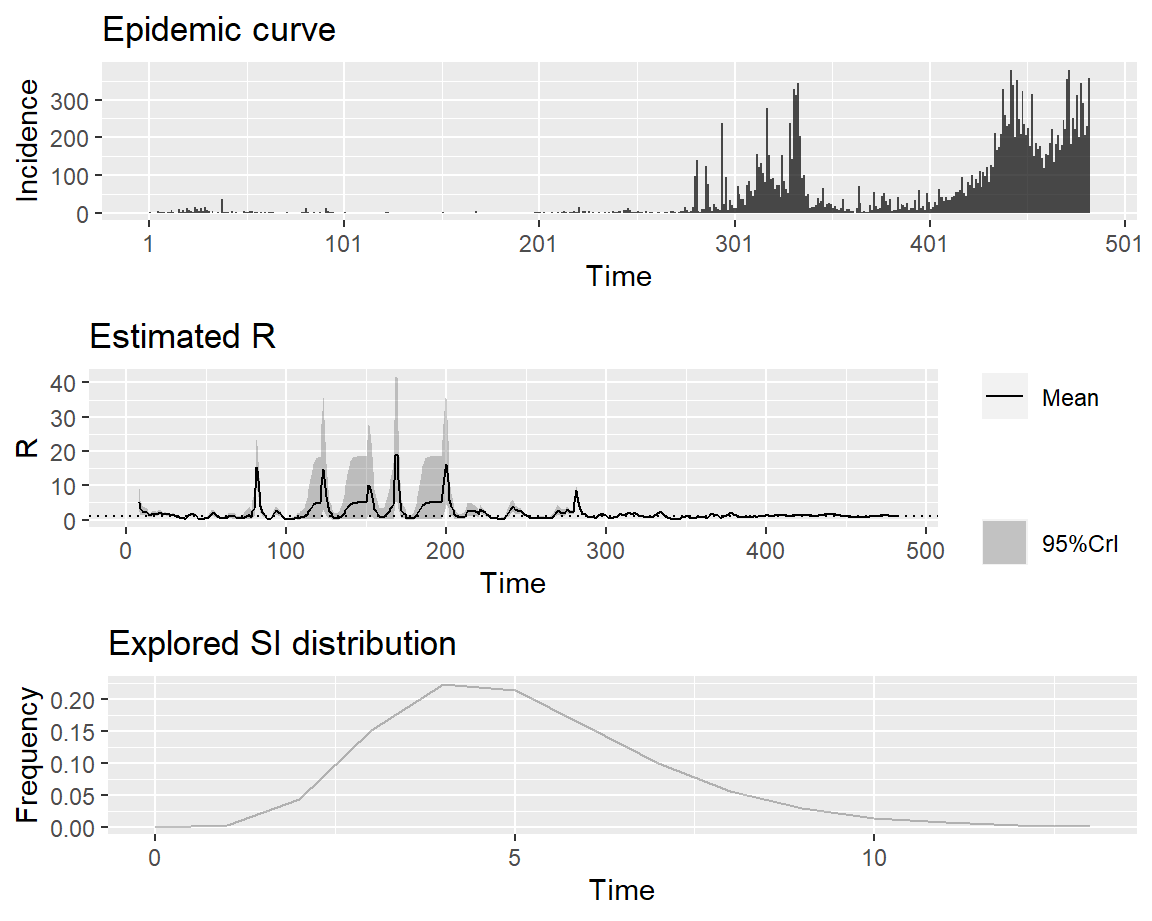 Epidemic curve
Incidence
300
200
100
0
1 101 201 301 401 501
Time
Estimated R
R
40
30
20
10
0
0 100 200 300 400 500
Time
Mean
95%CrI
Explored SI distribution
Frequency
0.20
0.15
0.10
0.05
0.00
0 5 10
Time